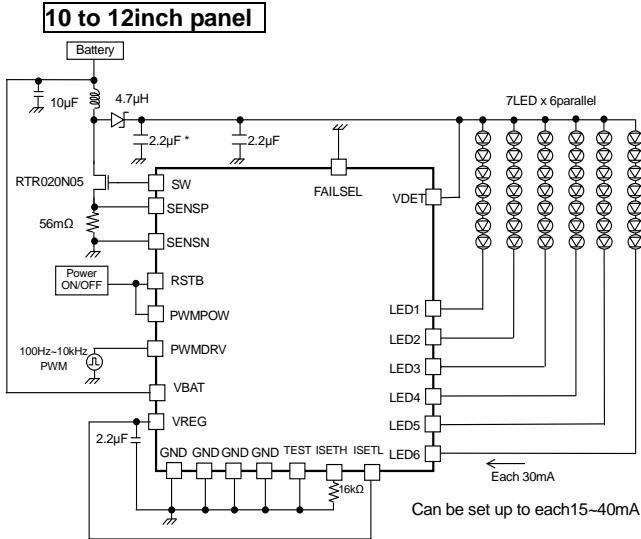 10 to 12inch panel
Battery
10µF
4.7µH
7LED x 6parallel
2.2µF *
2.2µF
RTR020N05
SW
FAILSEL
VDET
SENSP
56mΩ
SENSN
Power
ON/OFF
RSTB
PWMPOW
LED1
LED2
100Hz~10kHz
PWM
PWMDRV
LED3
VBAT
LED4
VREG
LED5
2.2µF
GND GND GND GND TEST ISETH ISETL
LED6
16kΩ
Each 30mA
Can be set up to each15~40mA